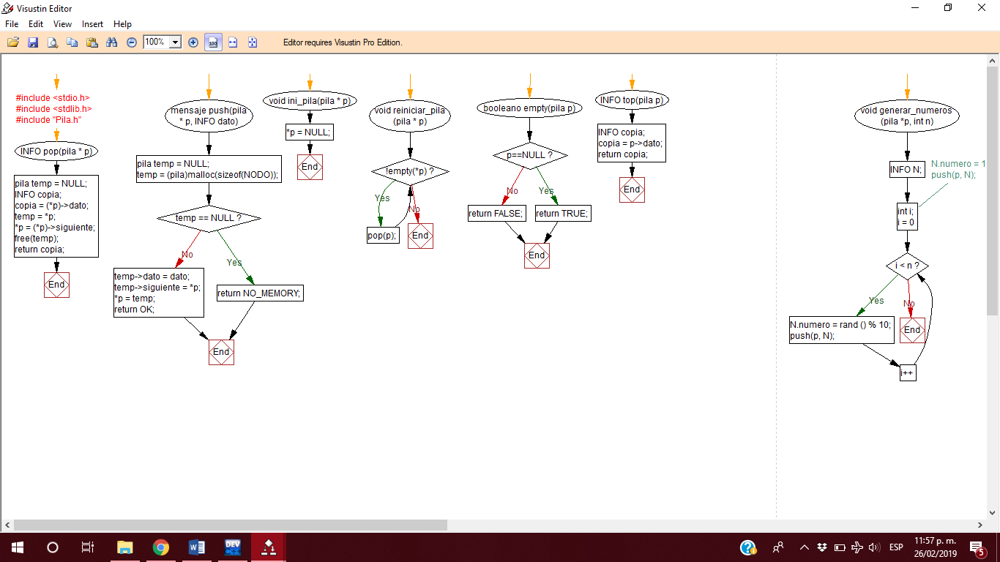 Visustin Editor
File Edit View Insert Help
100%
100
Editor requires Visustin Pro Edition.
#include <stdio.h>
#include <stdlib.h>
#include "Pila.h"
INFO pop(pila * p)
pila temp = NULL;
INFO copia;
copia = (*p)->dato;
temp = *p;
*p = (*p)->siguiente;
free(temp);
return copia;
End
mensaje push(pila
* p, INFO dato)
pila temp = NULL;
temp = (pila)malloc(sizeof(NODO));
temp == NULL ?
No
Yes
temp->dato = dato;
temp->siguiente = *p;
*p = temp;
return OK;
return NO_MEMORY;
End
void ini_pila(pila * p)
*p = NULL;
End
void reiniciar_pila
(pila * p)
!empty(*p) ?
Yes
No
pop(p);
End
booleano empty(pila p)
p==NULL ?
No
Yes
return FALSE;
return TRUE;
End
INFO top(pila p)
INFO copia;
copia = p->dato;
return copia;
End
void generar_numeros
(pila *p, int n)
INFO N;
N.numero = 1
push(p, N);
int i;
i = 0
i < n ?
Yes
No
N.numero = rand () % 10;
push(p, N);
End
i++
DEV
ESP
11:57 p. m.
26/02/2019
5